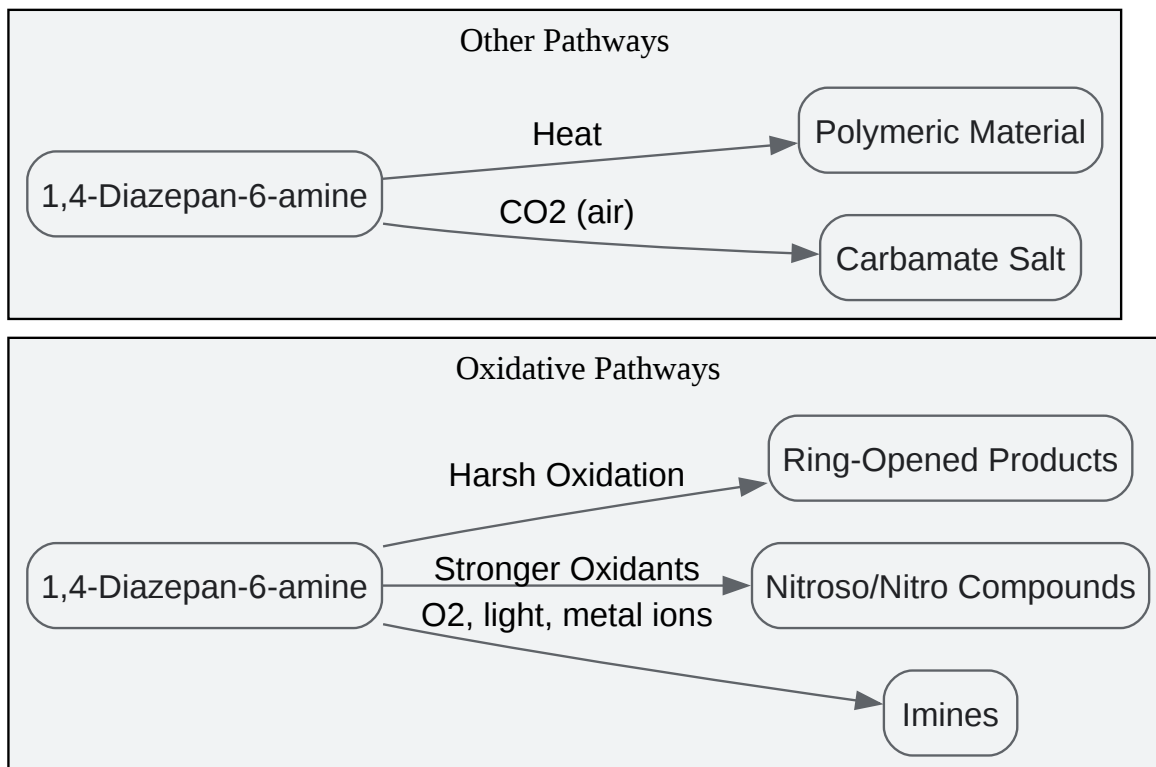 Other Pathways
Heat
Polymeric Material
1,4-Diazepan-6-amine
CO2 (air)
Carbamate Salt
Oxidative Pathways
Harsh Oxidation
Ring-Opened Products
1,4-Diazepan-6-amine
Stronger Oxidants
Nitroso/Nitro Compounds
O2, light, metal ions
Imines